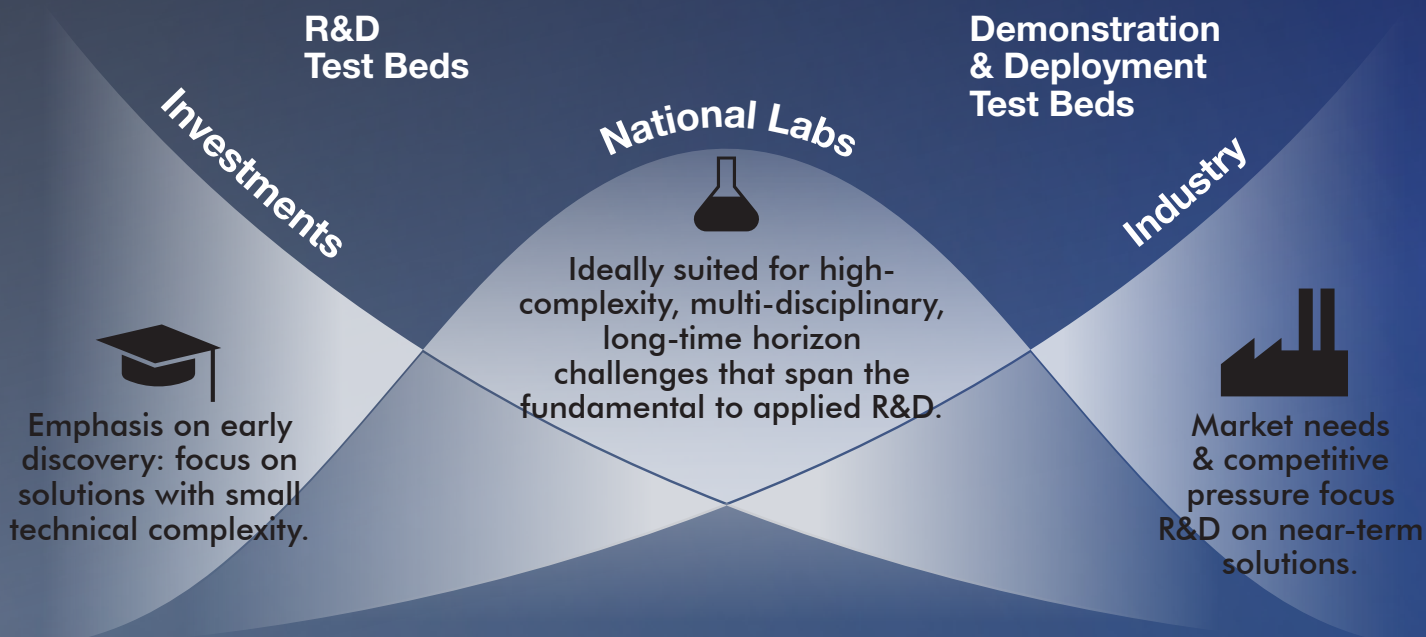 R&D
Test Beds
Demonstration
& Deployment
Test Beds
Investments
National Labs
Industry
Ideally suited for high-
complexity, multi-disciplinary,
long-time horizon
challenges that span the
fundamental to applied R&D.
Emphasis on early
discovery: focus on
solutions with small
technical complexity.
Market needs
& competitive
pressure focus
R&D on near-term
solutions.